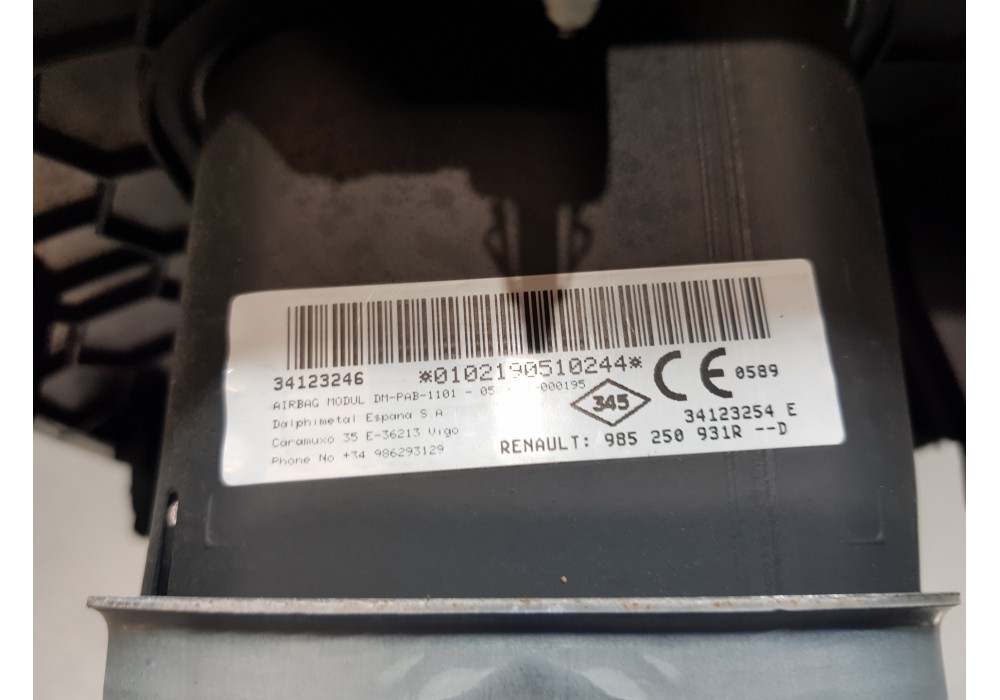 34123246 *0102190510244*
AIRBAG MODUL DM-PAB-1101 -
Dalphimetal Espana S.A
Caramuxo 35 E-36213 Vigo
Phone No +34 986293129
345
CE 0589
34123254 E
RENAULT: 985 250 931R --D